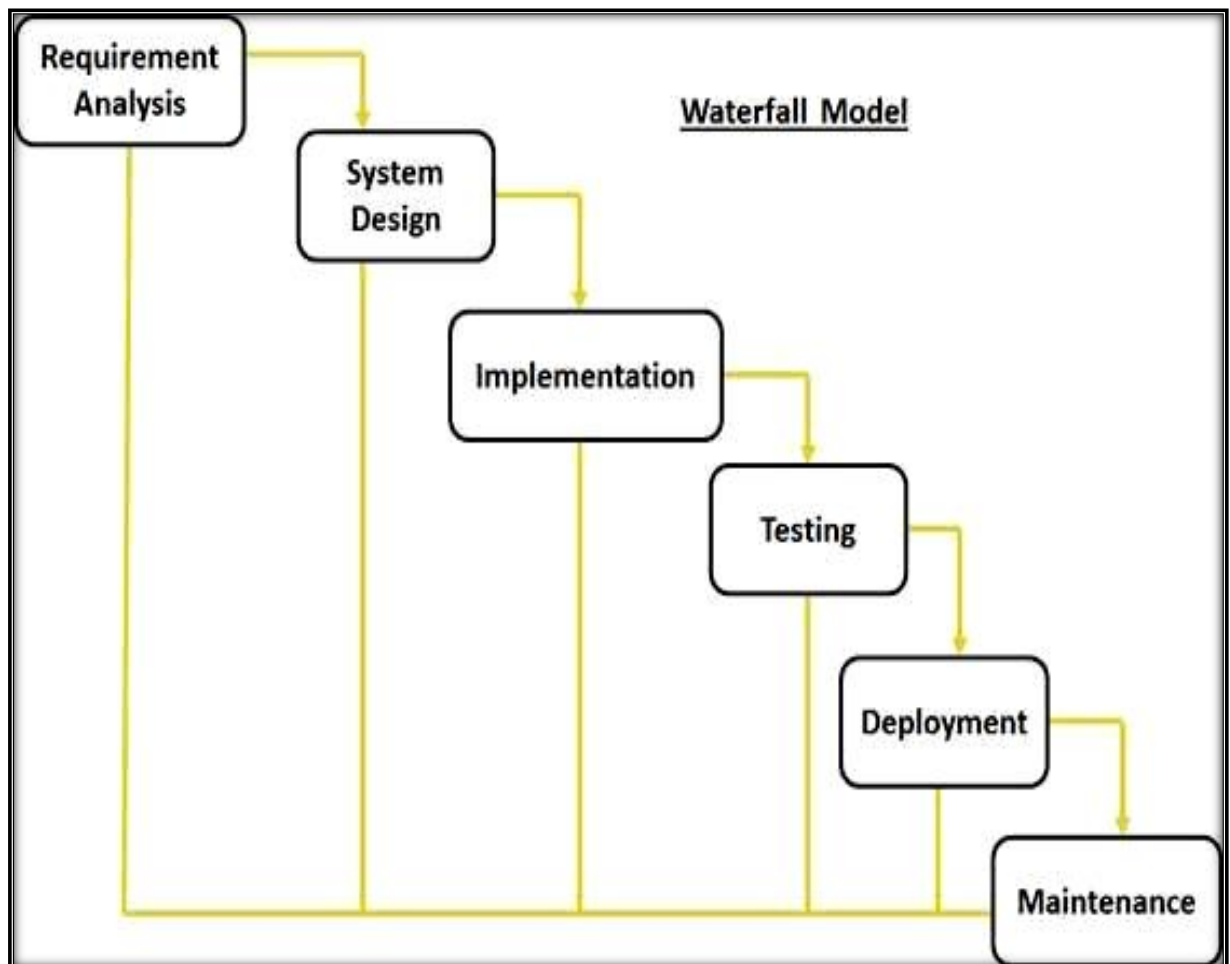 Requirement
Analysis
Waterfall Model
System
Design
Implementation
Testing
Deployment
Maintenance